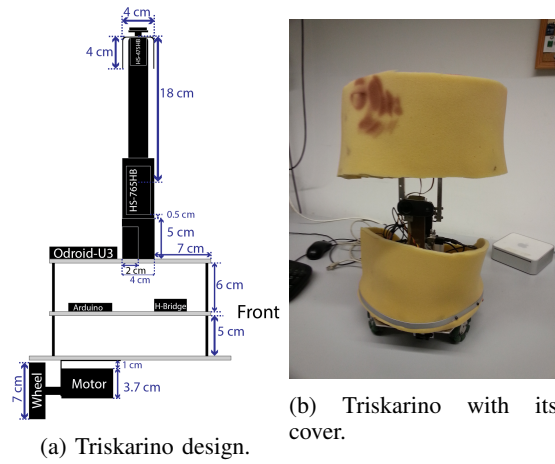 4 cm
4 cm
HS-475HB
18 cm
HS-765HB
0.5 cm
5 cm
7 cm
Odroid-U3
2 cm
4 cm
6 cm
Arduino
H-Bridge
Front
5 cm
1 cm
Motor
3.7 cm
Wheel
7 cm
(a) Triskarino design.
(b) Triskarino with its
cover.